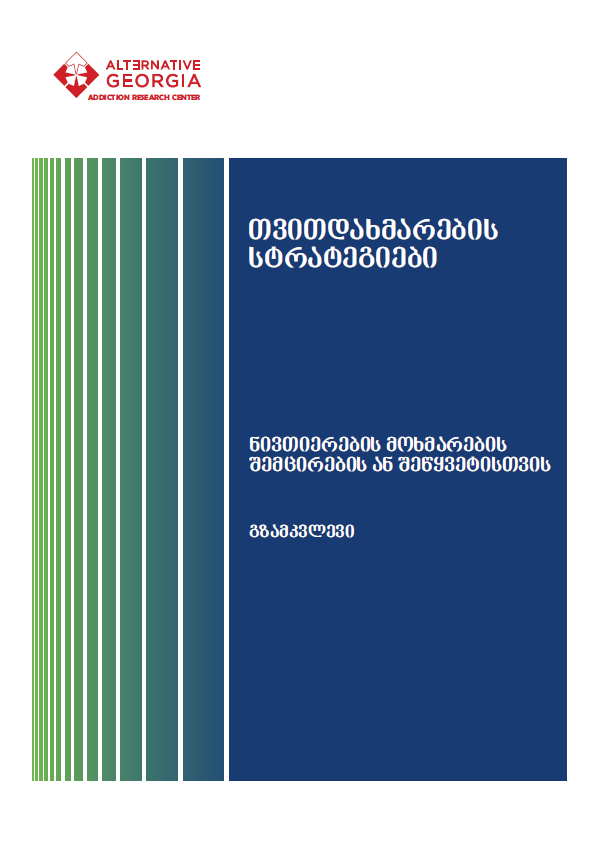 ALTERNATIVE
GEORGIA
ADDICTION RESEARCH CENTER
თვითდახმარების
სტრატეგიები
ნივთიერების მოხმარების
შემცირების ან შეწყვეტისთვის
გზამკვლევი